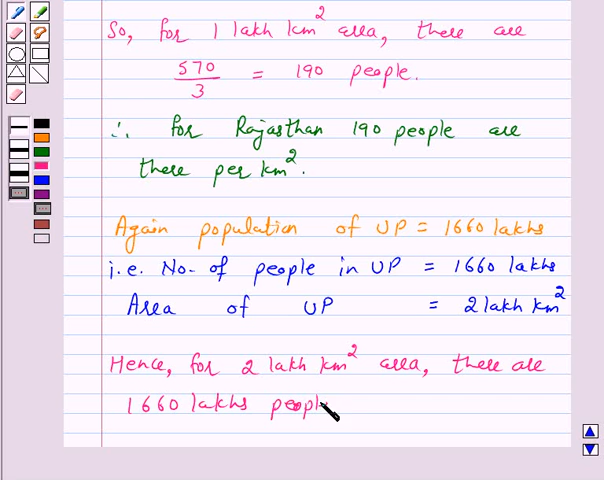 So, for 1 lakh km² area, there are
570/3 = 190 people.
∴ for Rajasthan 190 people are
there per km².
Again population of UP = 1660 lakhs
i.e. No. of people in UP = 1660 lakhs
Area of UP = 2 lakh km²
Hence, for 2 lakh km² area, there are
1660 lakhs people